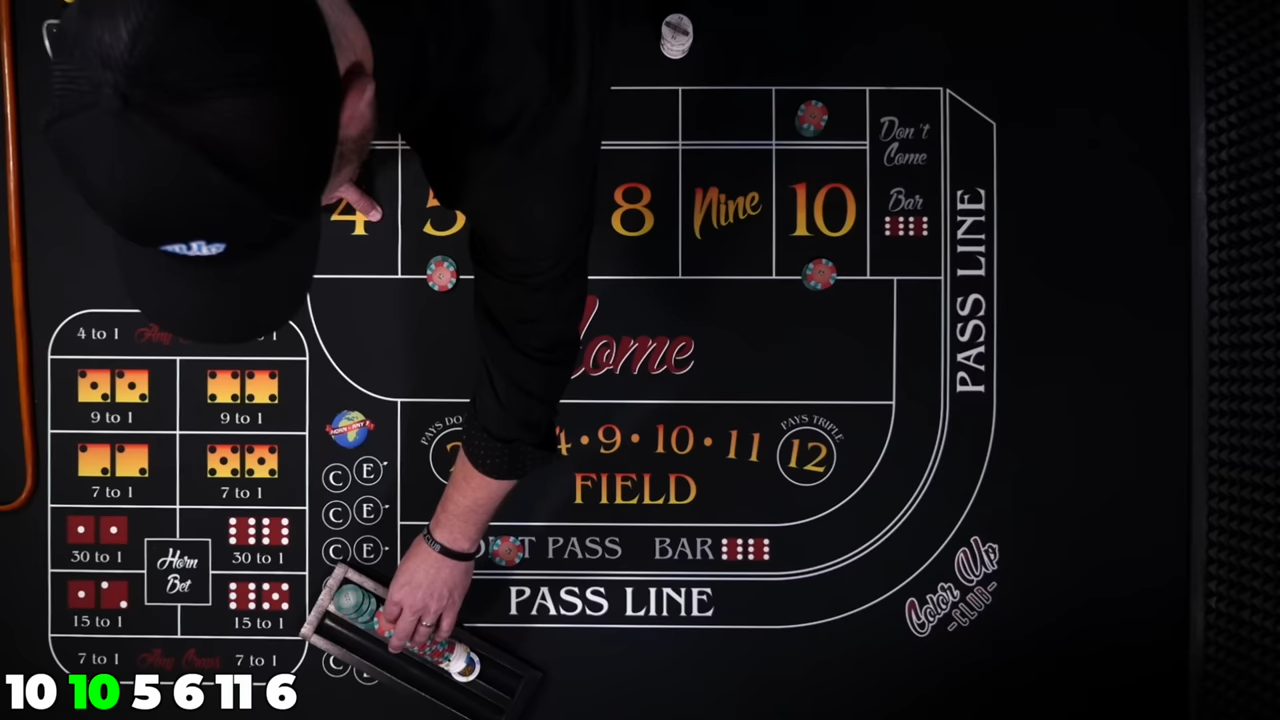 Don't
Come
Bar
4
5
8
Nine
10
PASS LINE
4 to 1
9 to 1
9 to 1
7 to 1
7 to 1
30 to 1
30 to 1
Horn
Bet
15 to 1
15 to 1
7 to 1
Any Craps
7 to 1
C E
C E
C E
C
4 • 9 • 10 • 11
PAYS TRIPLE
12
FIELD
PASS BAR
PASS LINE
Color Up
-CLUB-
10 10 5 6 11 6